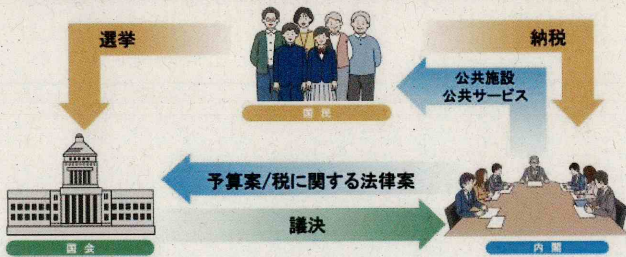 選挙
納税
公共施設
公共サービス
国民
予算案/税に関する法律案
議決
国会
内閣